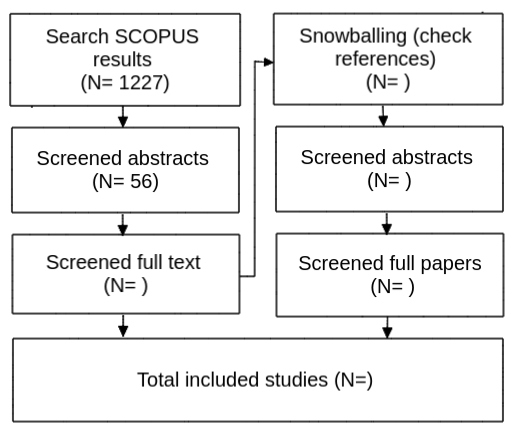 Search SCOPUS
results
(N= 1227)
Screened abstracts
(N= 56)
Screened full text
(N= )
Snowballing (check
references)
(N= )
Screened abstracts
(N= )
Screened full papers
(N= )
Total included studies (N=)